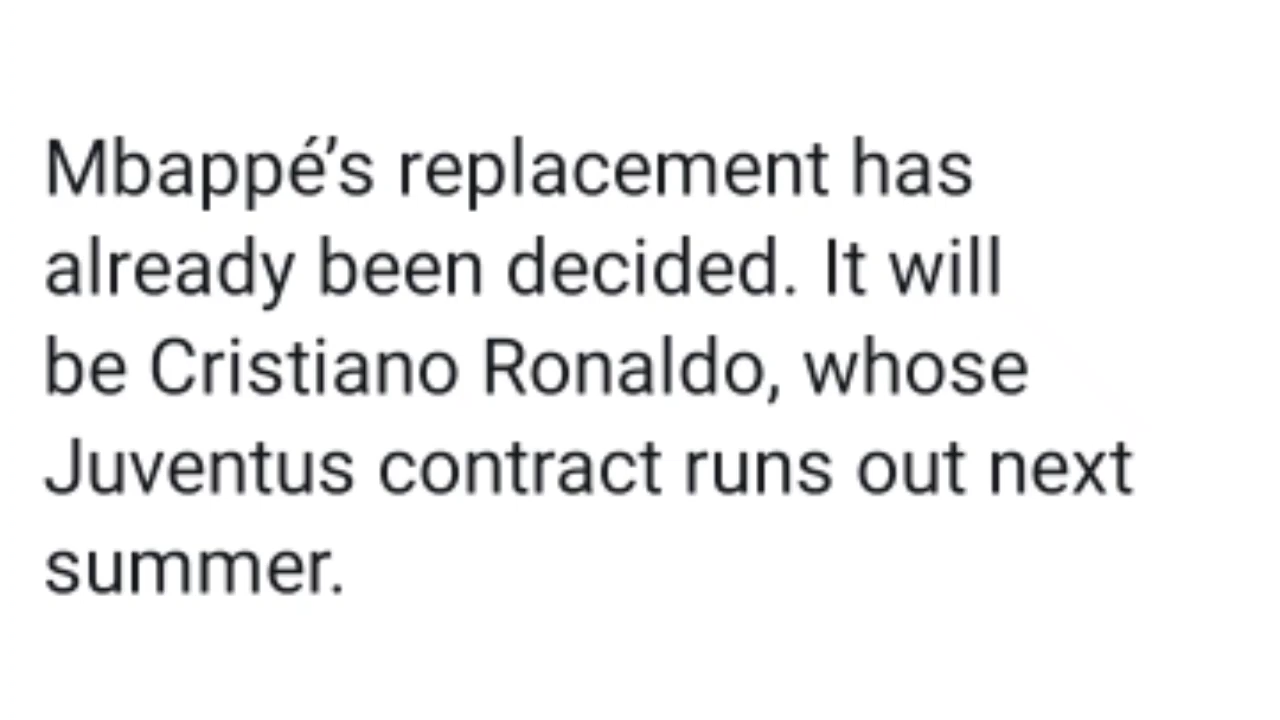 Mbappé’s replacement has
already been decided. It will
be Cristiano Ronaldo, whose
Juventus contract runs out next
summer.